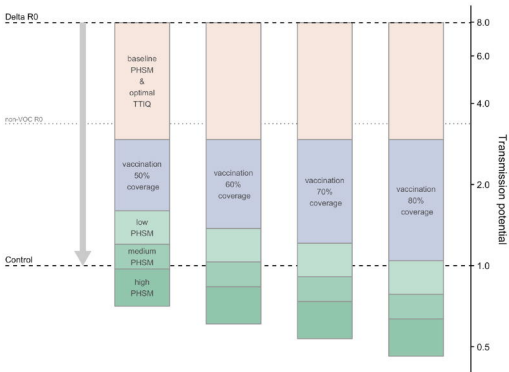 Delta R0
8.0
baseline
PHSM
&
optimal
TTIQ
6.0
4.0
non-VOC R0
vaccination
50%
coverage
vaccination
60%
coverage
vaccination
70%
coverage
vaccination
80%
coverage
2.0
Transmission potential
low
PHSM
medium
PHSM
Control
1.0
high
PHSM
0.5